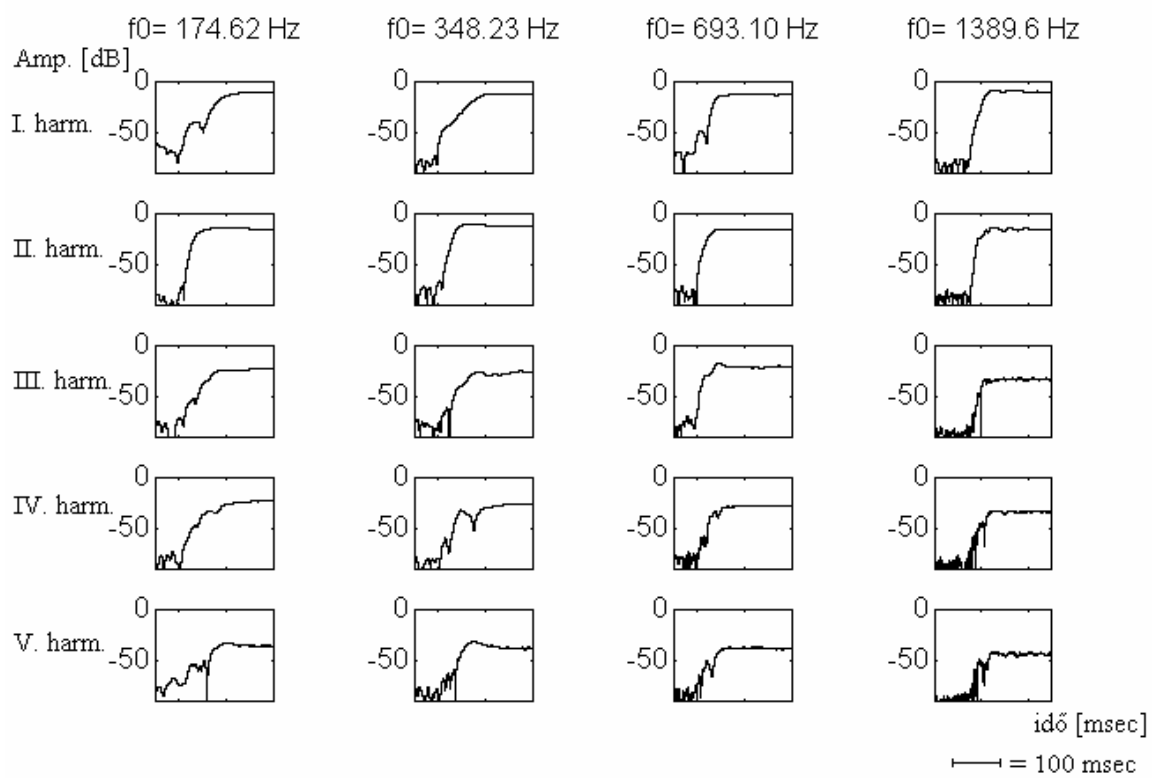 f0= 174.62 Hz f0= 348.23 Hz f0= 693.10 Hz f0= 1389.6 Hz
Amp. [dB]
0 0 0 0
I. harm.
-50 -50 -50 -50
0 0 0 0
II. harm.
-50 -50 -50 -50
0 0 0 0
III. harm.
-50 -50 -50 -50
0 0 0 0
IV. harm.
-50 -50 -50 -50
0 0 0 0
V. harm.
-50 -50 -50 -50
idő [msec]
= 100 msec